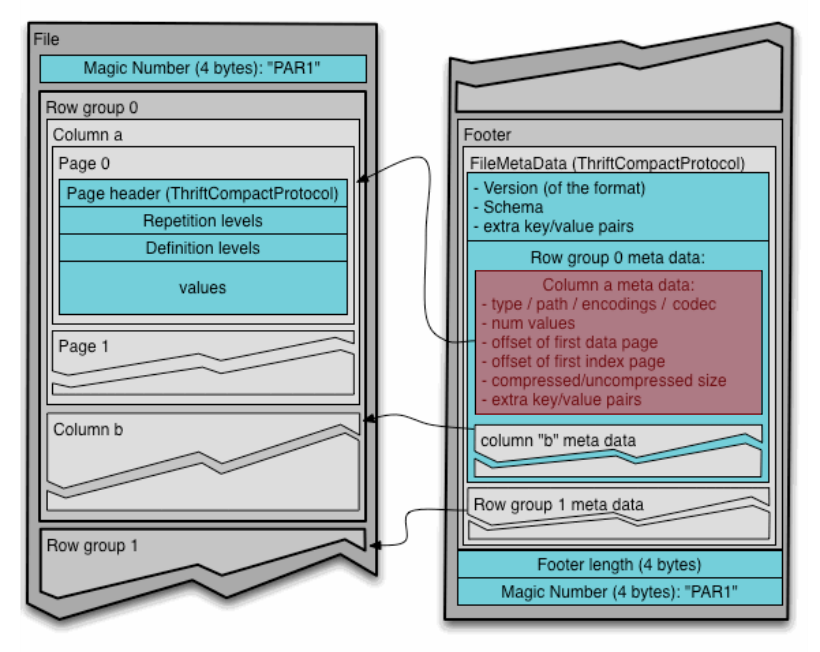 File
Magic Number (4 bytes): "PAR1"
Row group 0
Column a
Page 0
Page header (ThriftCompactProtocol)
Repetition levels
Definition levels
values
Page 1
Column b
Row group 1
Footer
FileMetaData (ThriftCompactProtocol)
- Version (of the format)
- Schema
- extra key/value pairs
Row group 0 meta data:
Column a meta data:
- type / path / encodings / codec
- num values
- offset of first data page
- offset of first index page
- compressed/uncompressed size
- extra key/value pairs
column "b" meta data
Row group 1 meta data
Footer length (4 bytes)
Magic Number (4 bytes): "PAR1"